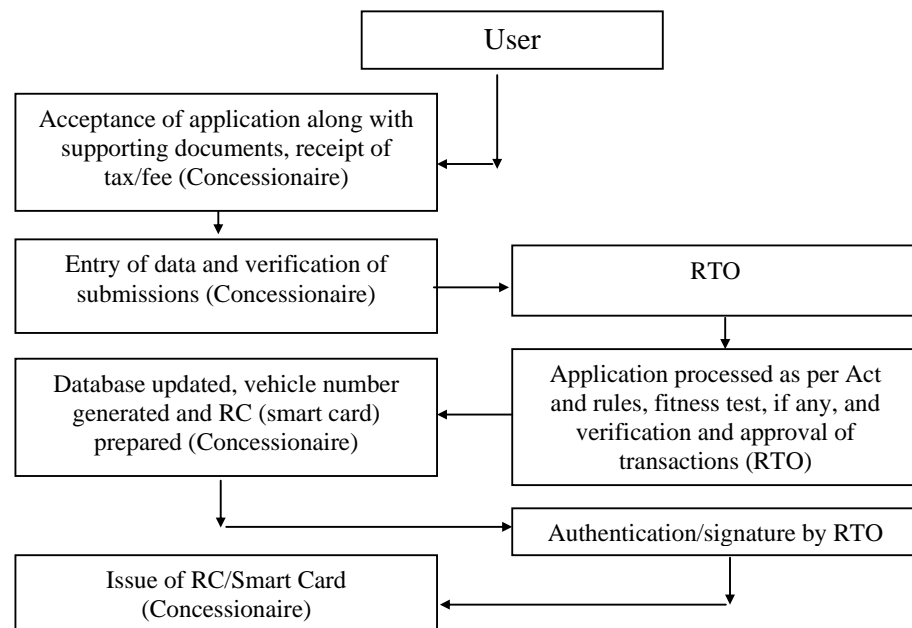 User
Acceptance of application along with
supporting documents, receipt of
tax/fee (Concessionaire)
Entry of data and verification of
submissions (Concessionaire)
RTO
Application processed as per Act
and rules, fitness test, if any, and
verification and approval of
transactions (RTO)
Database updated, vehicle number
generated and RC (smart card)
prepared (Concessionaire)
Authentication/signature by RTO
Issue of RC/Smart Card
(Concessionaire)